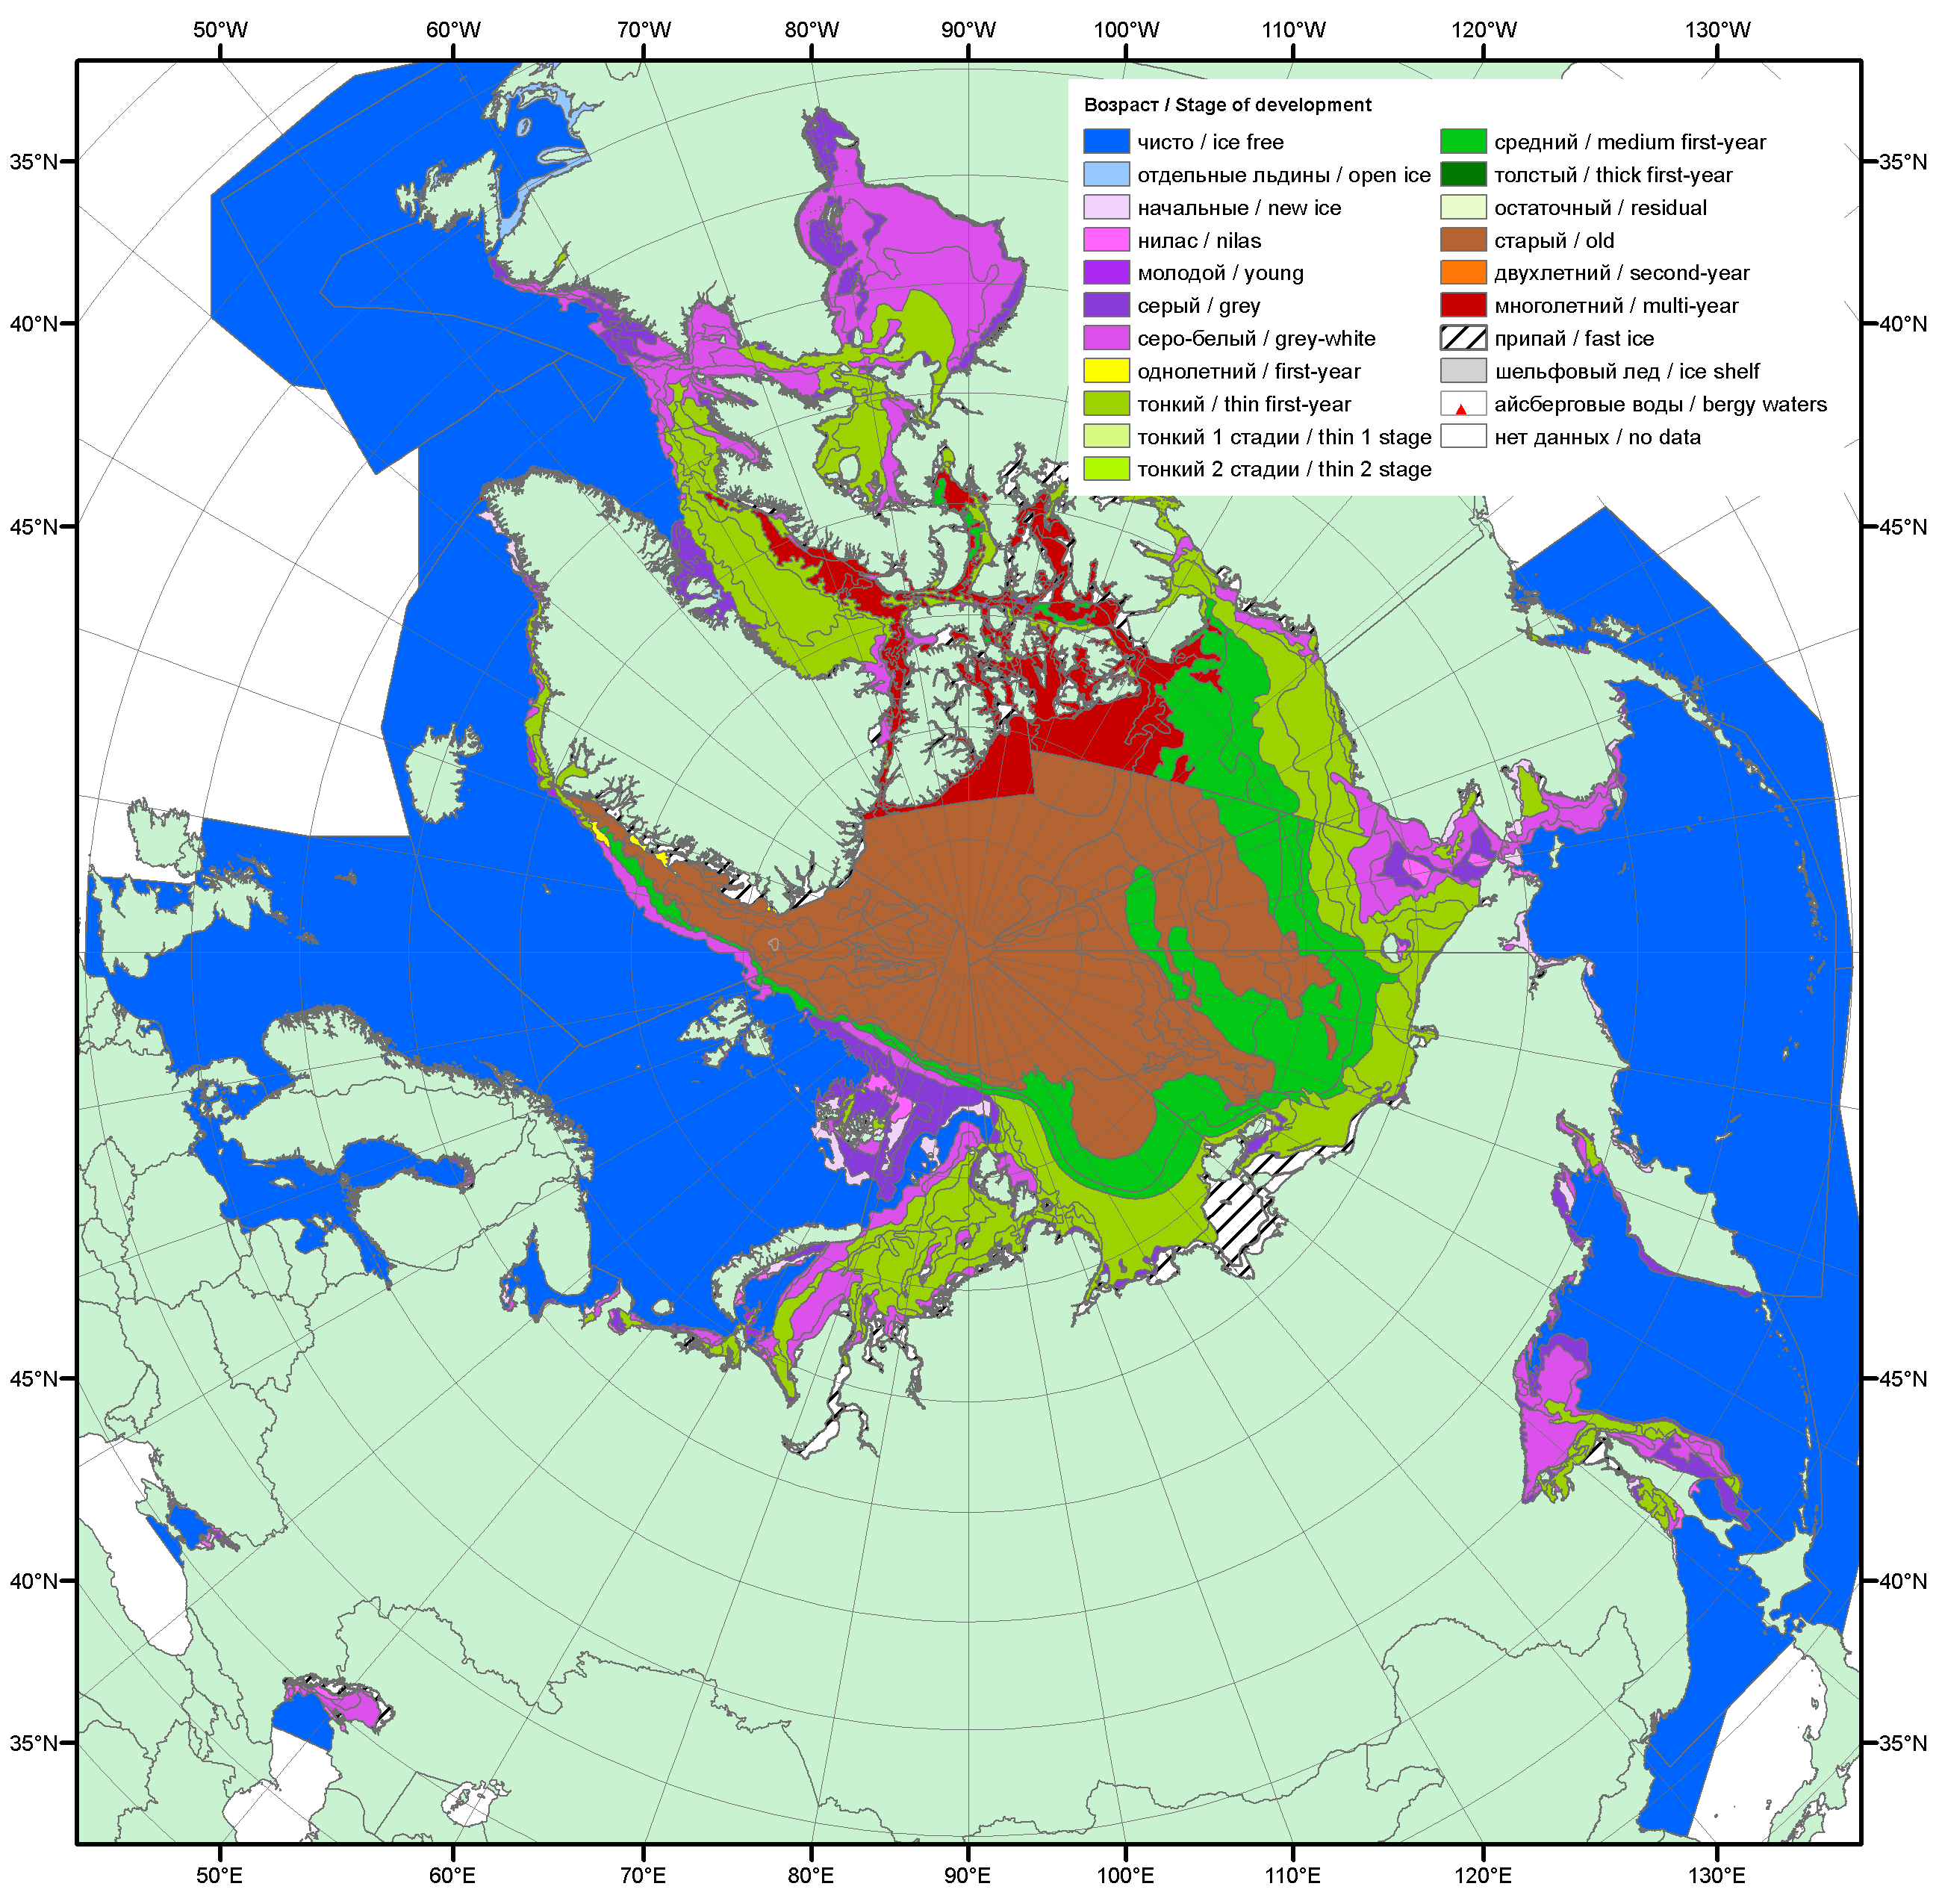 50°W 60°W 70°W 80°W 90°W 100°W 110°W 120°W 130°W
Возраст / Stage of development
чисто / ice free
отдельные льдины / open ice
начальные / new ice
нилас / nilas
молодой / young
серый / grey
серо-белый / grey-white
однолетний / first-year
тонкий / thin first-year
тонкий 1 стадии / thin 1 stage
тонкий 2 стадии / thin 2 stage
средний / medium first-year
толстый / thick first-year
остаточный / residual
старый / old
двухлетний / second-year
многолетний / multi-year
припай / fast ice
шельфовый лед / ice shelf
айсберговые воды / bergy waters
нет данных / no data
35°N 35°N
40°N 40°N
45°N 45°N
45°N 45°N
40°N 40°N
35°N 35°N
50°E 60°E 70°E 80°E 90°E 100°E 110°E 120°E 130°E